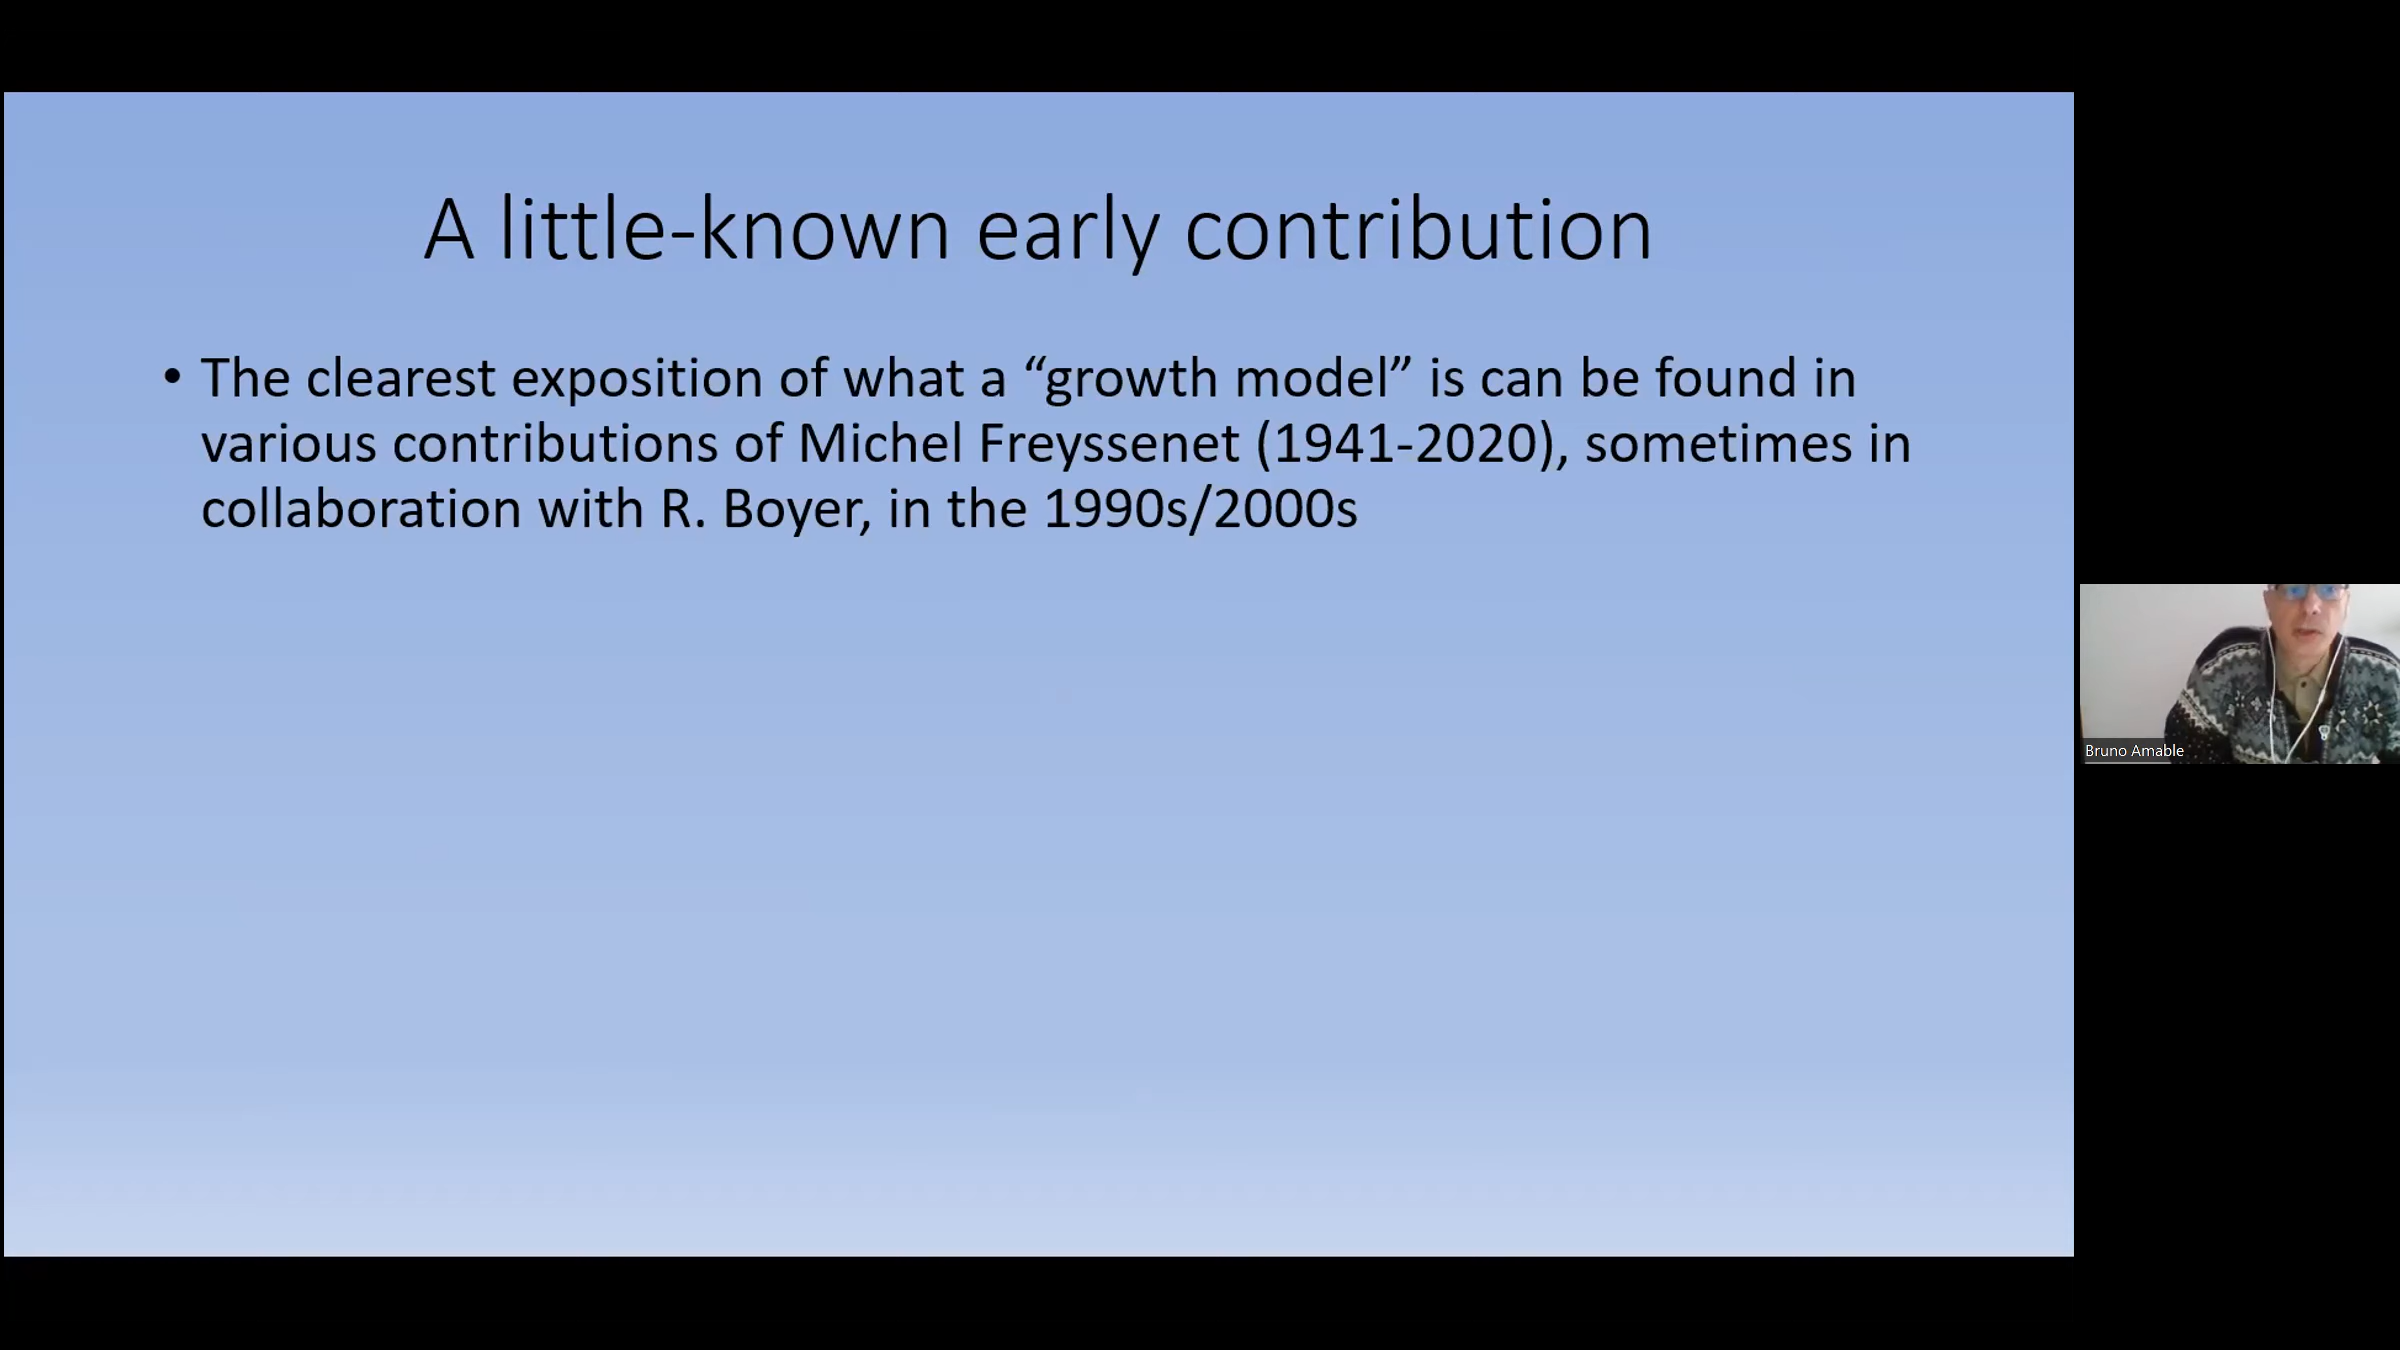 A little-known early contribution
• The clearest exposition of what a “growth model” is can be found in
various contributions of Michel Freyssenet (1941-2020), sometimes in
collaboration with R. Boyer, in the 1990s/2000s
Bruno Amable